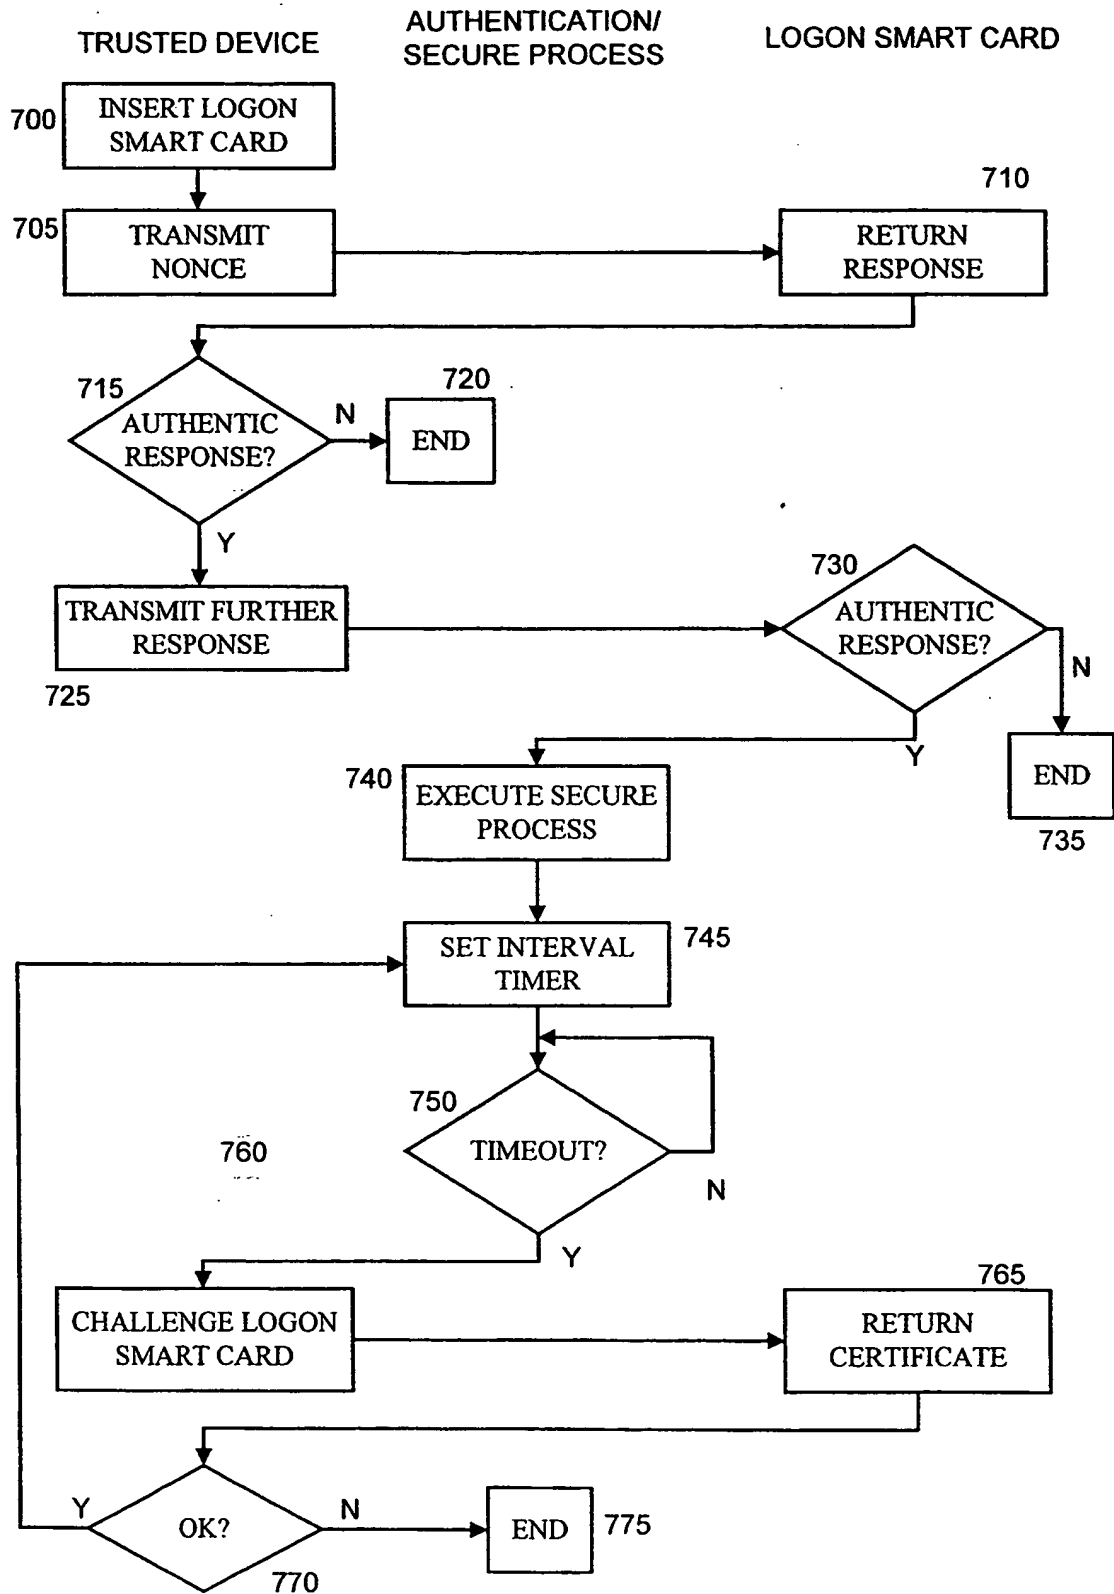 TRUSTED DEVICE
AUTHENTICATION/
SECURE PROCESS
LOGON SMART CARD
700
INSERT LOGON
SMART CARD
710
705
TRANSMIT
NONCE
RETURN
RESPONSE
715
AUTHENTIC
RESPONSE?
N
720
END
Y
TRANSMIT FURTHER
RESPONSE
725
730
AUTHENTIC
RESPONSE?
N
Y
END
735
740
EXECUTE SECURE
PROCESS
SET INTERVAL
TIMER
745
750
TIMEOUT?
N
760
Y
CHALLENGE LOGON
SMART CARD
765
RETURN
CERTIFICATE
Y
OK?
N
END
775
770